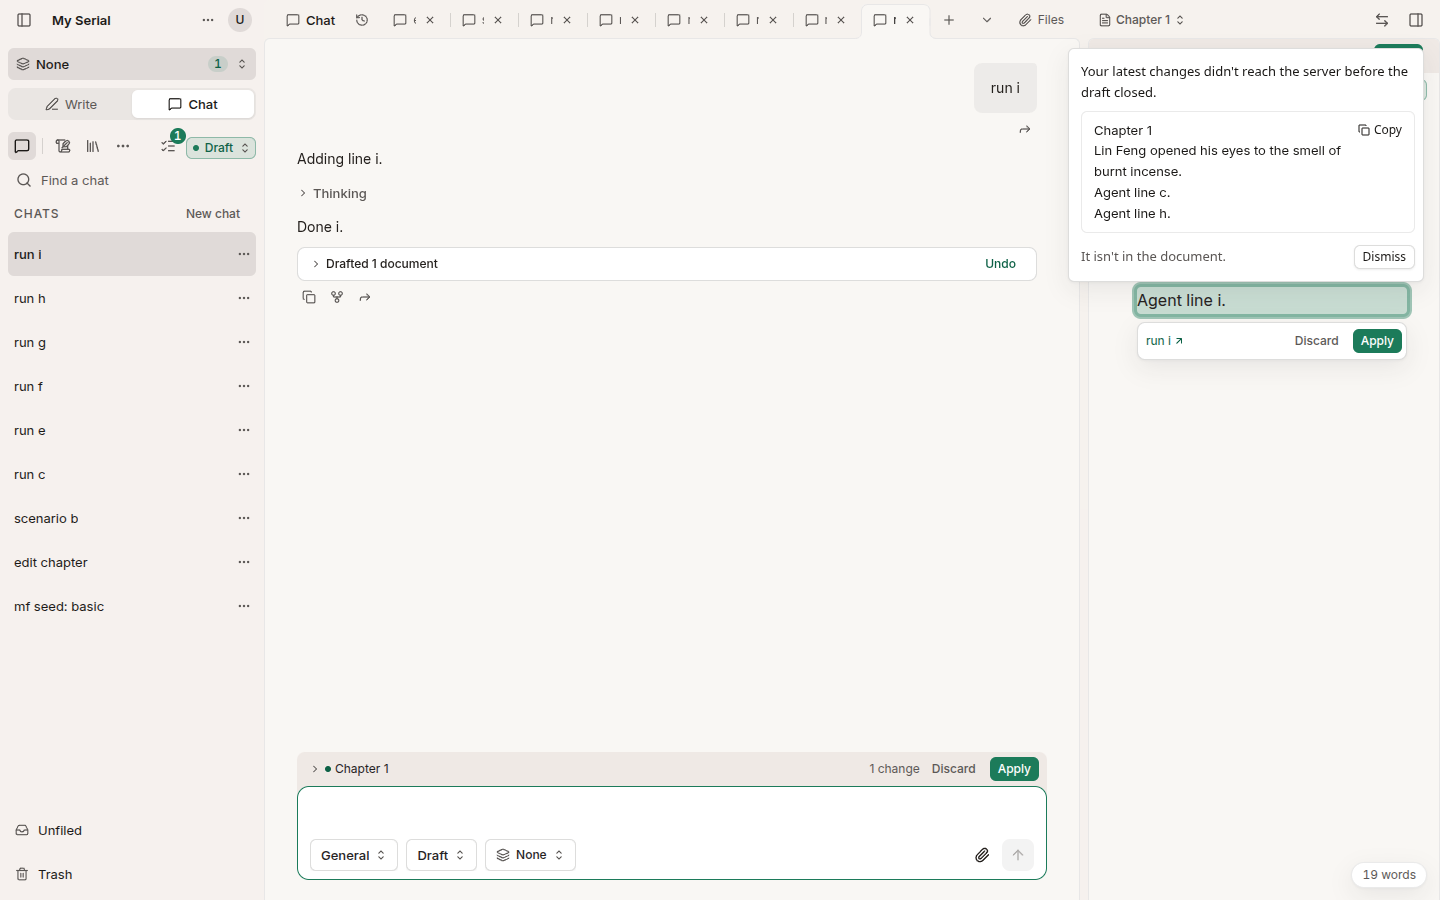 My Serial
U
None
1
Write
Chat
1
Draft
Find a chat
CHATS
New chat
run i
run h
run g
run f
run e
run c
scenario b
edit chapter
mf seed: basic
Unfiled
Trash
Chat
Files
run i
Adding line i.
Thinking
Done i.
Drafted 1 document
Undo
Chapter 1
1 change
Discard
Apply
General
Draft
None
Chapter 1
Your latest changes didn't reach the server before the
draft closed.
Chapter 1
Copy
Lin Feng opened his eyes to the smell of
burnt incense.
Agent line c.
Agent line h.
It isn't in the document.
Dismiss
Agent line i.
run i
Discard
Apply
19 words